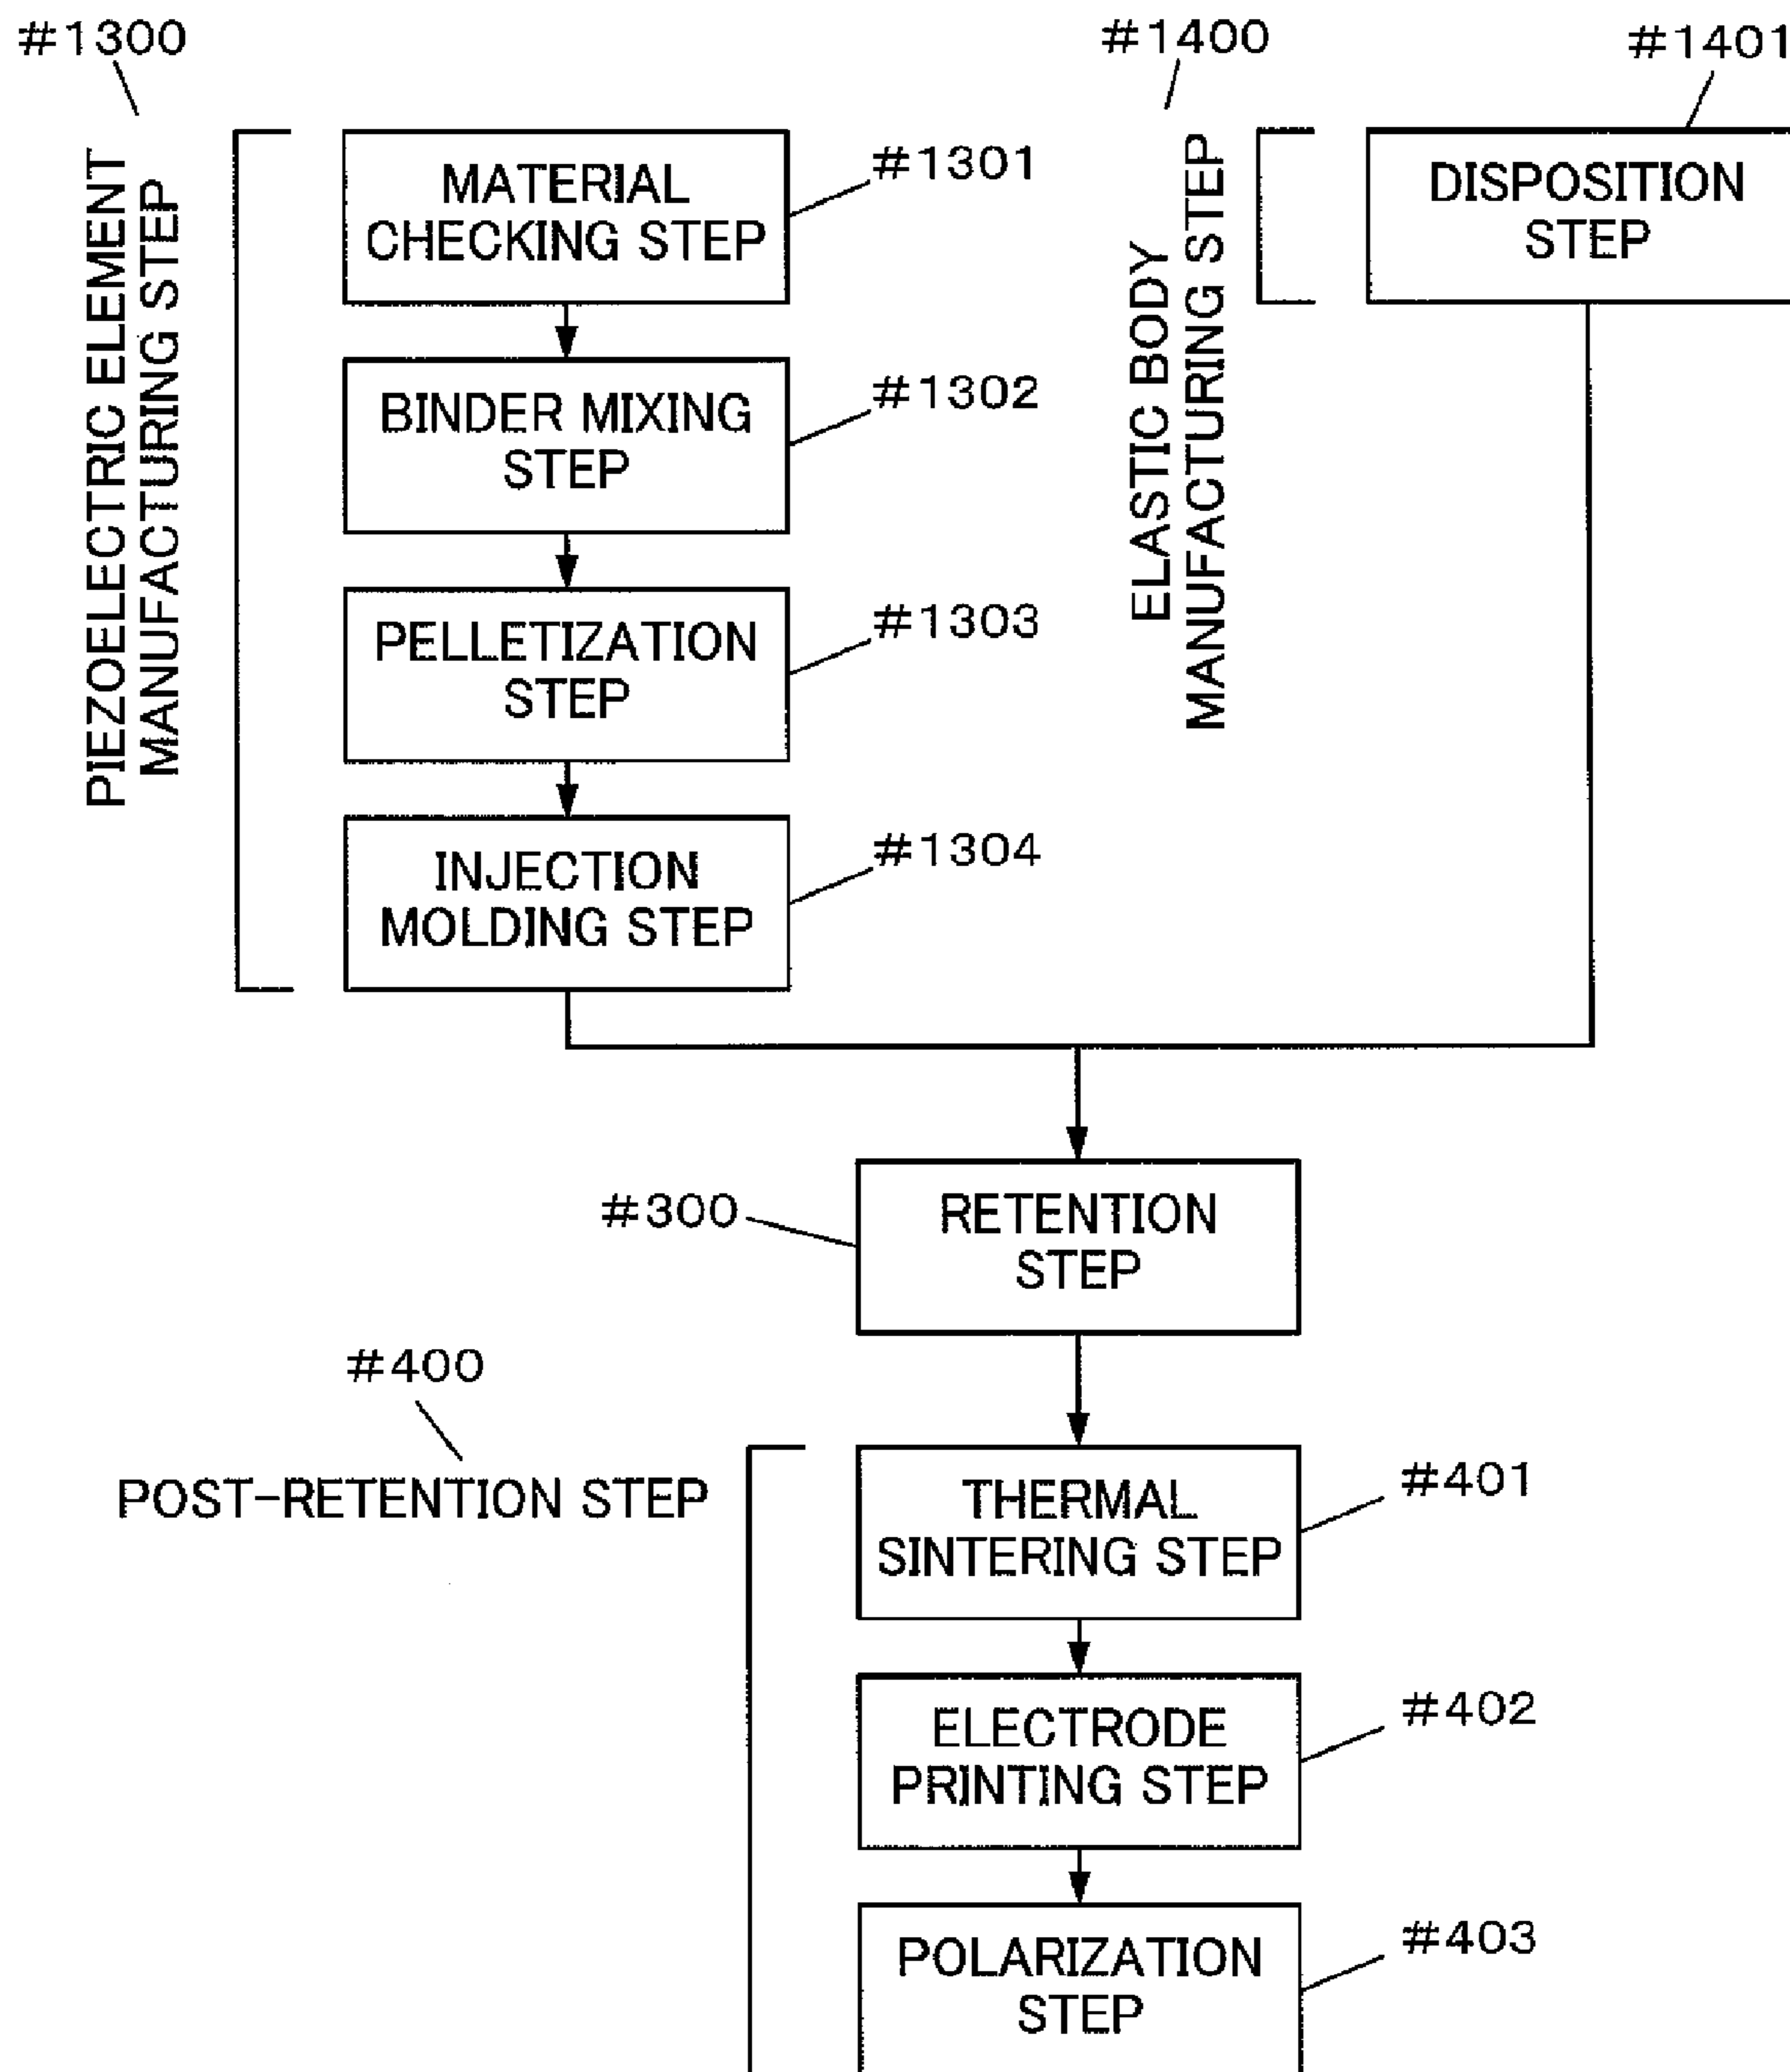 #1300
#1400
#1401
PIEZOELECTRIC ELEMENT
MANUFACTURING STEP
MATERIAL
CHECKING STEP
#1301
BINDER MIXING
STEP
#1302
PELLETIZATION
STEP
#1303
INJECTION
MOLDING STEP
#1304
ELASTIC BODY
MANUFACTURING STEP
DISPOSITION
STEP
#300
RETENTION
STEP
#400
POST-RETENTION STEP
THERMAL
SINTERING STEP
#401
ELECTRODE
PRINTING STEP
#402
POLARIZATION
STEP
#403